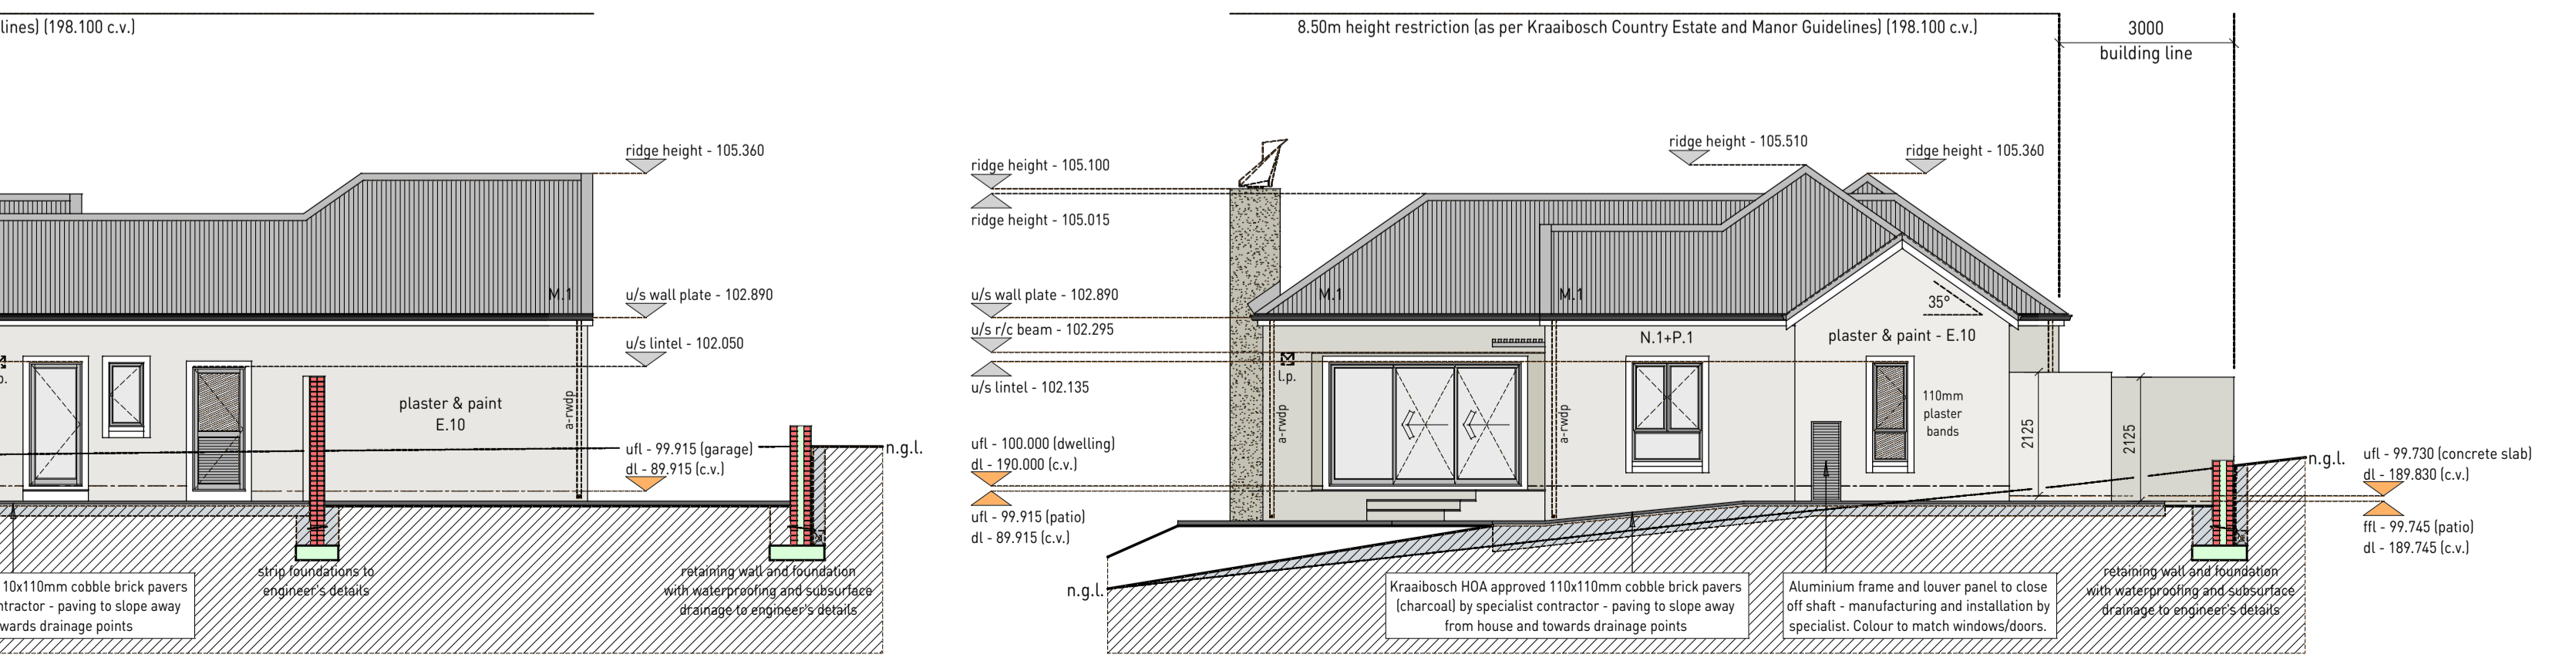 lines) (198.100 c.v.)
ridge height - 105.360
M.1
u/s wall plate - 102.890
u/s lintel - 102.050
plaster & paint
E.10
a-rwdp
ufl - 99.915 (garage)
dl - 89.915 (c.v.)
n.g.l.
10x110mm cobble brick pavers
ntractor - paving to slope away
wards drainage points
strip foundations to
engineer's details
retaining wall and foundation
with waterproofing and subsurface
drainage to engineer's details
8.50m height restriction (as per Kraaibosch Country Estate and Manor Guidelines) (198.100 c.v.)
3000
building line
ridge height - 105.100
ridge height - 105.015
ridge height - 105.510
ridge height - 105.360
u/s wall plate - 102.890
u/s r/c beam - 102.295
u/s lintel - 102.135
ufl - 100.000 (dwelling)
dl - 190.000 (c.v.)
ufl - 99.915 (patio)
dl - 89.915 (c.v.)
M.1
M.1
35°
N.1+P.1
plaster & paint - E.10
l.p.
a-rwdp
a-rwdp
110mm
plaster
bands
2125
2125
n.g.l.
ufl - 99.730 (concrete slab)
dl - 189.830 (c.v.)
ffl - 99.745 (patio)
dl - 189.745 (c.v.)
n.g.l.
Kraaibosch HOA approved 110x110mm cobble brick pavers
(charcoal) by specialist contractor - paving to slope away
from house and towards drainage points
Aluminium frame and louver panel to close
off shaft - manufacturing and installation by
specialist. Colour to match windows/doors.
retaining wall and foundation
with waterproofing and subsurface
drainage to engineer's details